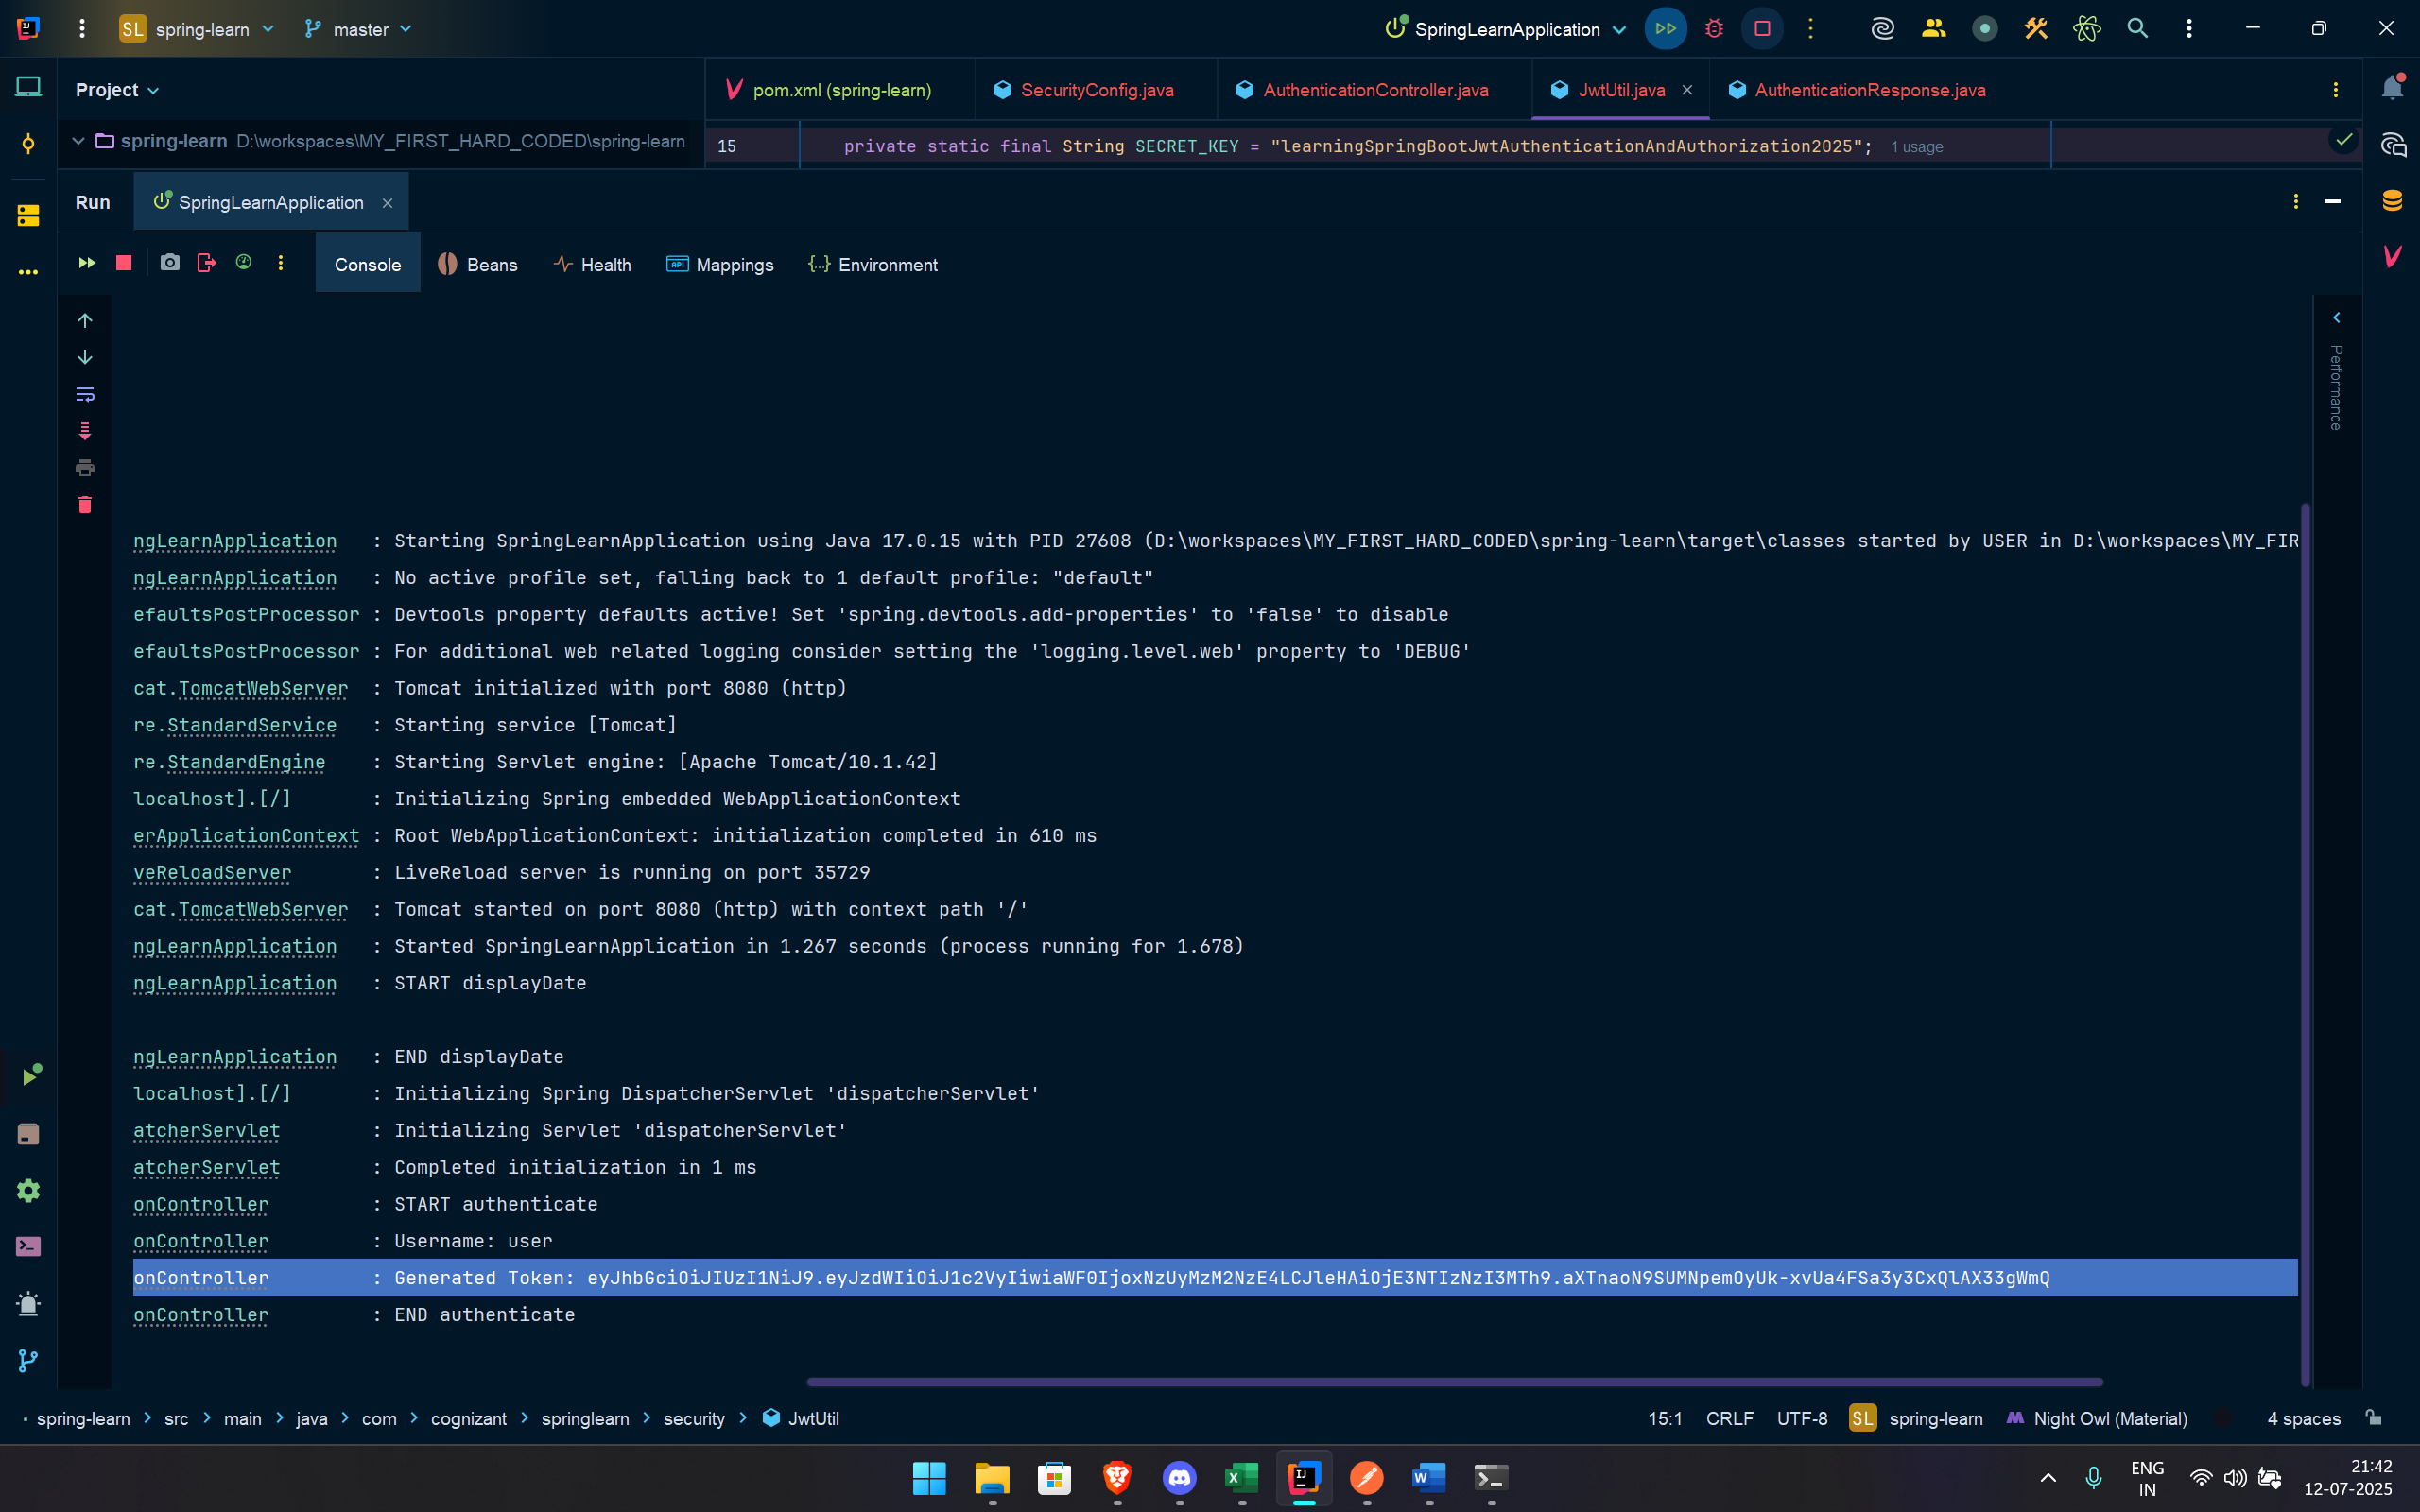 SL spring-learn master SpringLearnApplication
Project pom.xml (spring-learn) SecurityConfig.java AuthenticationController.java JwtUtil.java AuthenticationResponse.java
spring-learn D:\workspaces\MY_FIRST_HARD_CODED\spring-learn 15 private static final String SECRET_KEY = "learningSpringBootJwtAuthenticationAndAuthorization2025"; 1 usage
Run SpringLearnApplication
Console Beans API Health Mappings Environment
Performance
ngLearnApplication : Starting SpringLearnApplication using Java 17.0.15 with PID 27608 (D:\workspaces\MY_FIRST_HARD_CODED\spring-learn\target\classes started by USER in D:\workspaces\MY_FIR
ngLearnApplication : No active profile set, falling back to 1 default profile: "default"
efaultsPostProcessor : Devtools property defaults active! Set 'spring.devtools.add-properties' to 'false' to disable
efaultsPostProcessor : For additional web related logging consider setting the 'logging.level.web' property to 'DEBUG'
cat.TomcatWebServer : Tomcat initialized with port 8080 (http)
re.StandardService : Starting service [Tomcat]
re.StandardEngine : Starting Servlet engine: [Apache Tomcat/10.1.42]
localhost].[/] : Initializing Spring embedded WebApplicationContext
erApplicationContext : Root WebApplicationContext: initialization completed in 610 ms
veReloadServer : LiveReload server is running on port 35729
cat.TomcatWebServer : Tomcat started on port 8080 (http) with context path '/'
ngLearnApplication : Started SpringLearnApplication in 1.267 seconds (process running for 1.678)
ngLearnApplication : START displayDate
ngLearnApplication : END displayDate
localhost].[/] : Initializing Spring DispatcherServlet 'dispatcherServlet'
atcherServlet : Initializing Servlet 'dispatcherServlet'
atcherServlet : Completed initialization in 1 ms
onController : START authenticate
onController : Username: user
onController : Generated Token: eyJhbGciOiJIUzI1NiJ9.eyJzdWIiOiJ1c2VyIiwiaWF0IjoxNzUyMzM2NzE4LCJleHAiOjE3NTIzNzI3MTh9.aXTnaoN9SUMNpemOyUk-xvUa4FSa3y3CxQlAX33gWmQ
onController : END authenticate
spring-learn > src > main > java > com > cognizant > springlearn > security > JwtUtil 15:1 CRLF UTF-8 SL spring-learn Night Owl (Material) 4 spaces
ENG 21:42
IN 12-07-2025